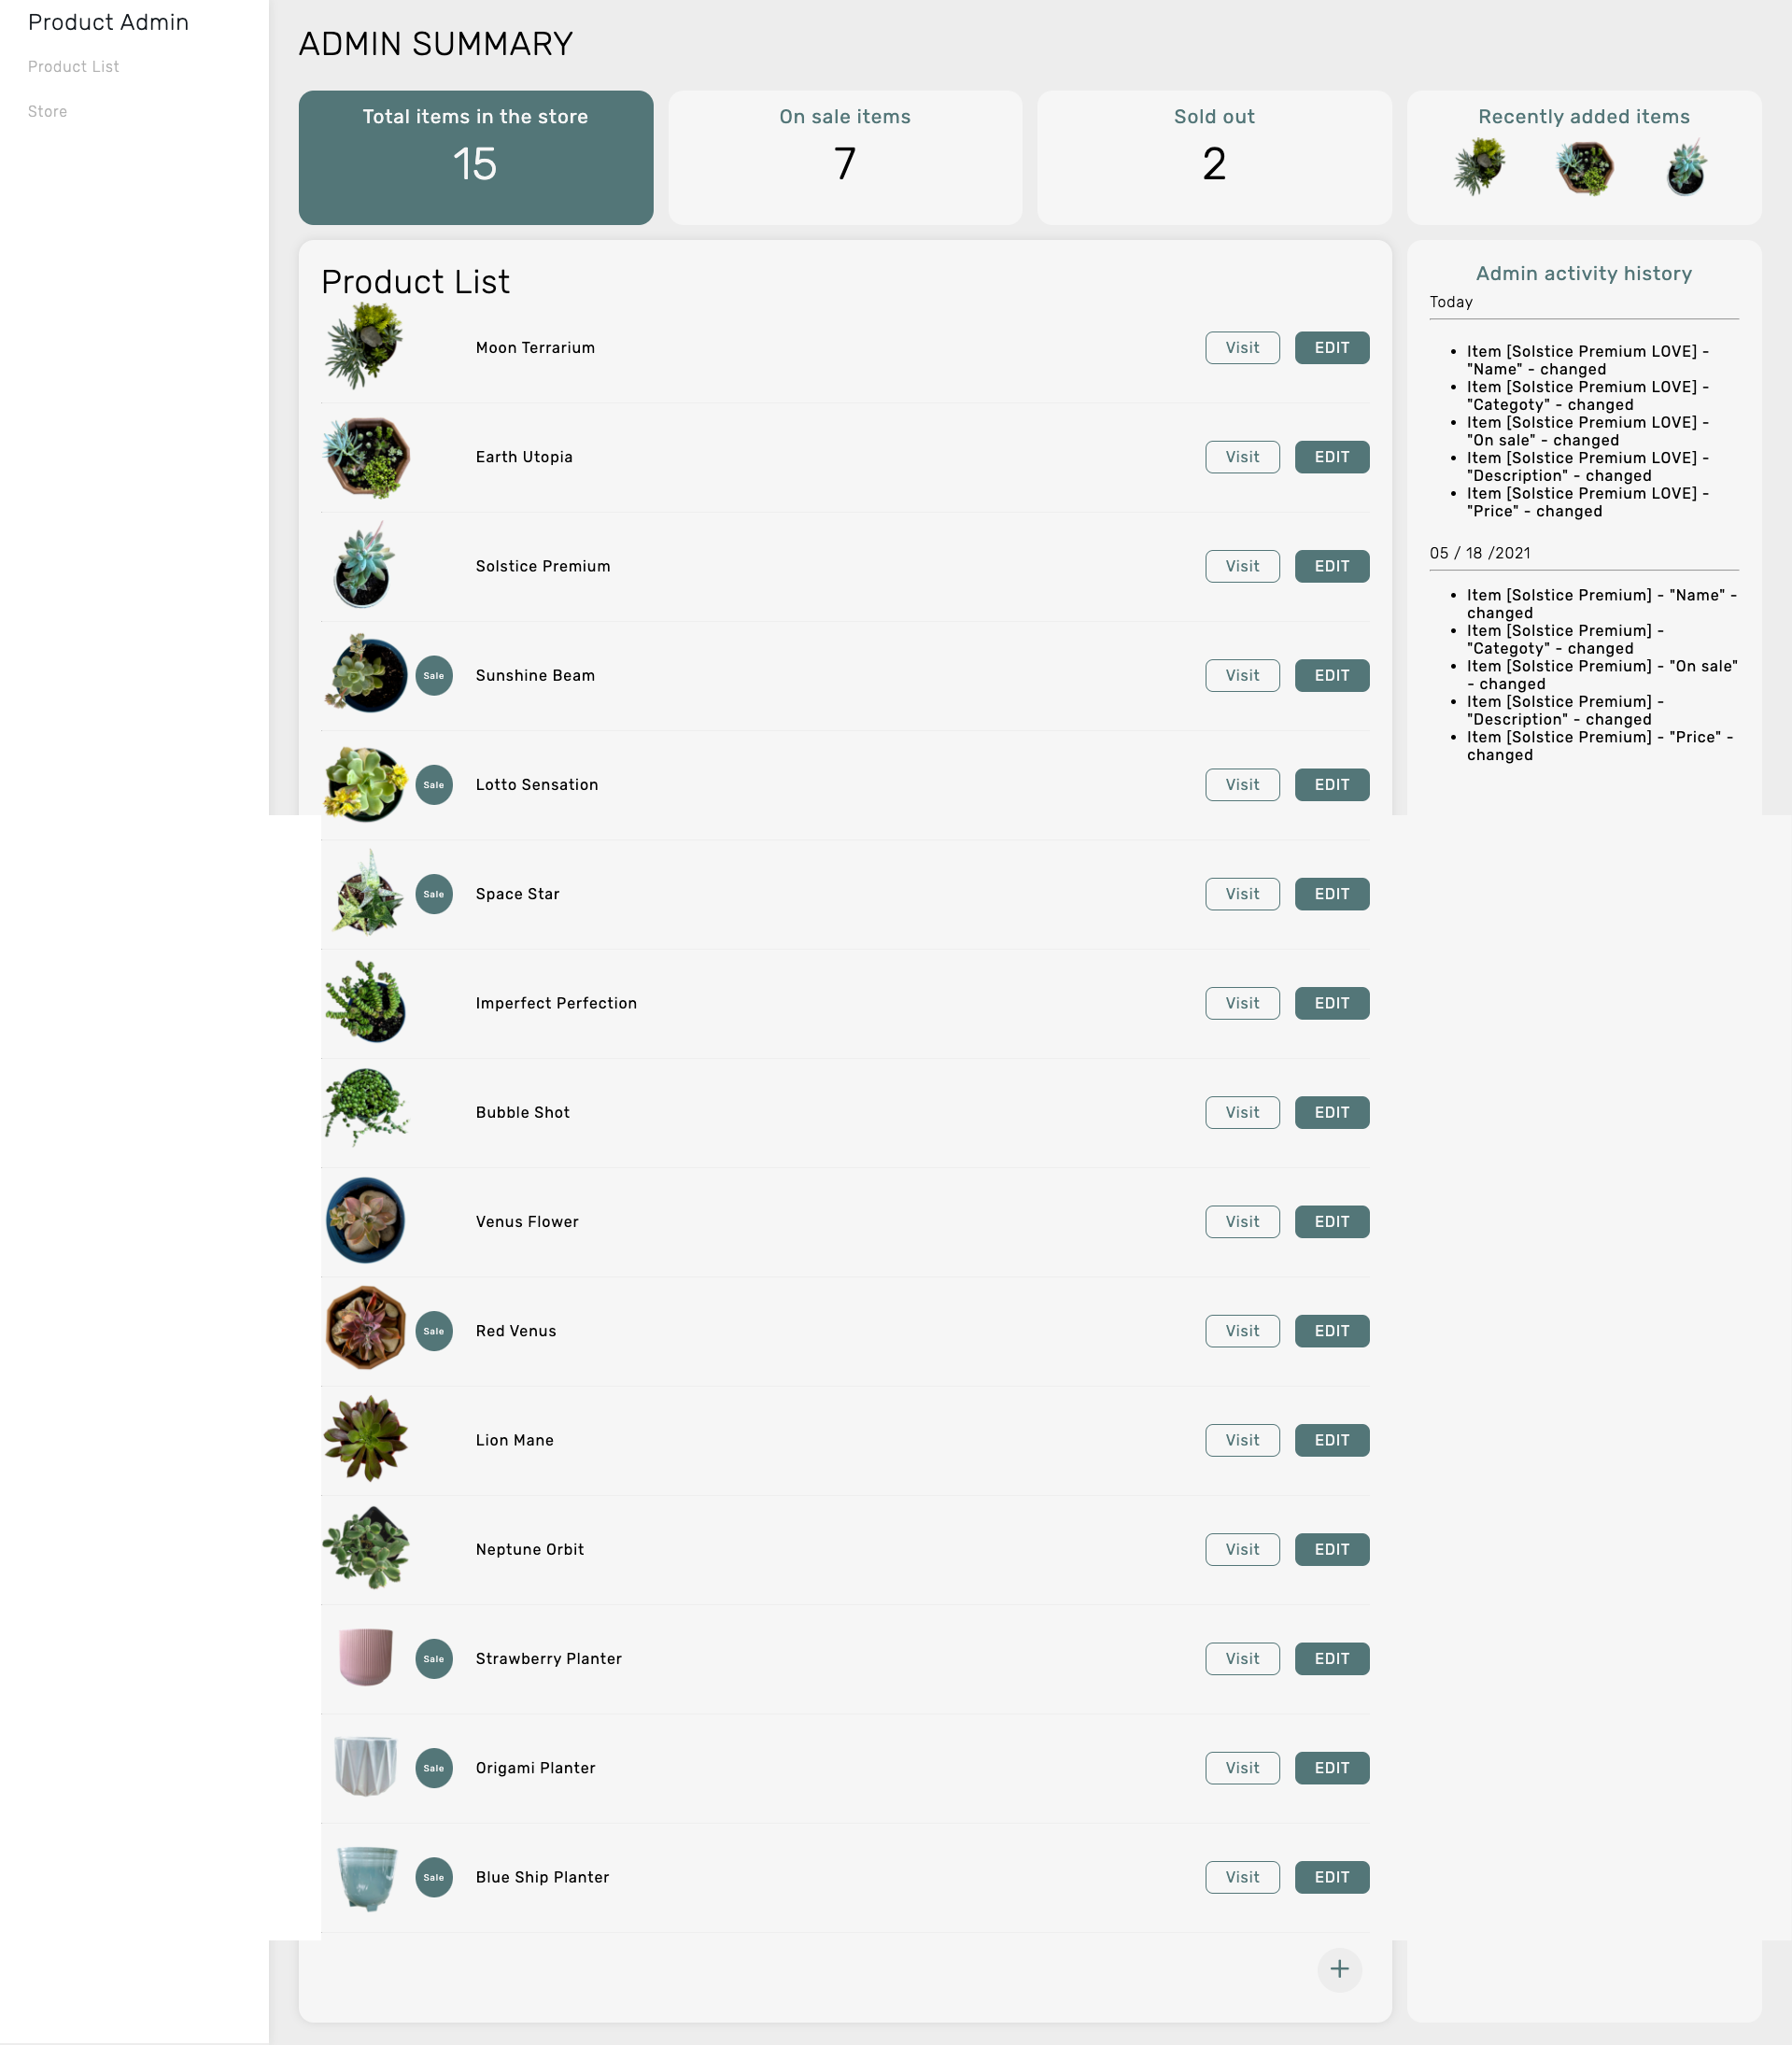 Product Admin
Product List
Store
ADMIN SUMMARY
Total items in the store
15
On sale items
7
Sold out
2
Recently added items
Product List
Moon Terrarium
Visit
EDIT
Earth Utopia
Visit
EDIT
Solstice Premium
Visit
EDIT
Sale
Sunshine Beam
Visit
EDIT
Sale
Lotto Sensation
Visit
EDIT
Sale
Space Star
Visit
EDIT
Imperfect Perfection
Visit
EDIT
Bubble Shot
Visit
EDIT
Venus Flower
Visit
EDIT
Sale
Red Venus
Visit
EDIT
Lion Mane
Visit
EDIT
Neptune Orbit
Visit
EDIT
Sale
Strawberry Planter
Visit
EDIT
Sale
Origami Planter
Visit
EDIT
Sale
Blue Ship Planter
Visit
EDIT
+
Admin activity history
Today
• Item [Solstice Premium LOVE] -
"Name" - changed
• Item [Solstice Premium LOVE] -
"Categoty" - changed
• Item [Solstice Premium LOVE] -
"On sale" - changed
• Item [Solstice Premium LOVE] -
"Description" - changed
• Item [Solstice Premium LOVE] -
"Price" - changed
05 / 18 /2021
• Item [Solstice Premium] - "Name" -
changed
• Item [Solstice Premium] -
"Categoty" - changed
• Item [Solstice Premium] - "On sale"
- changed
• Item [Solstice Premium] -
"Description" - changed
• Item [Solstice Premium] - "Price" -
changed